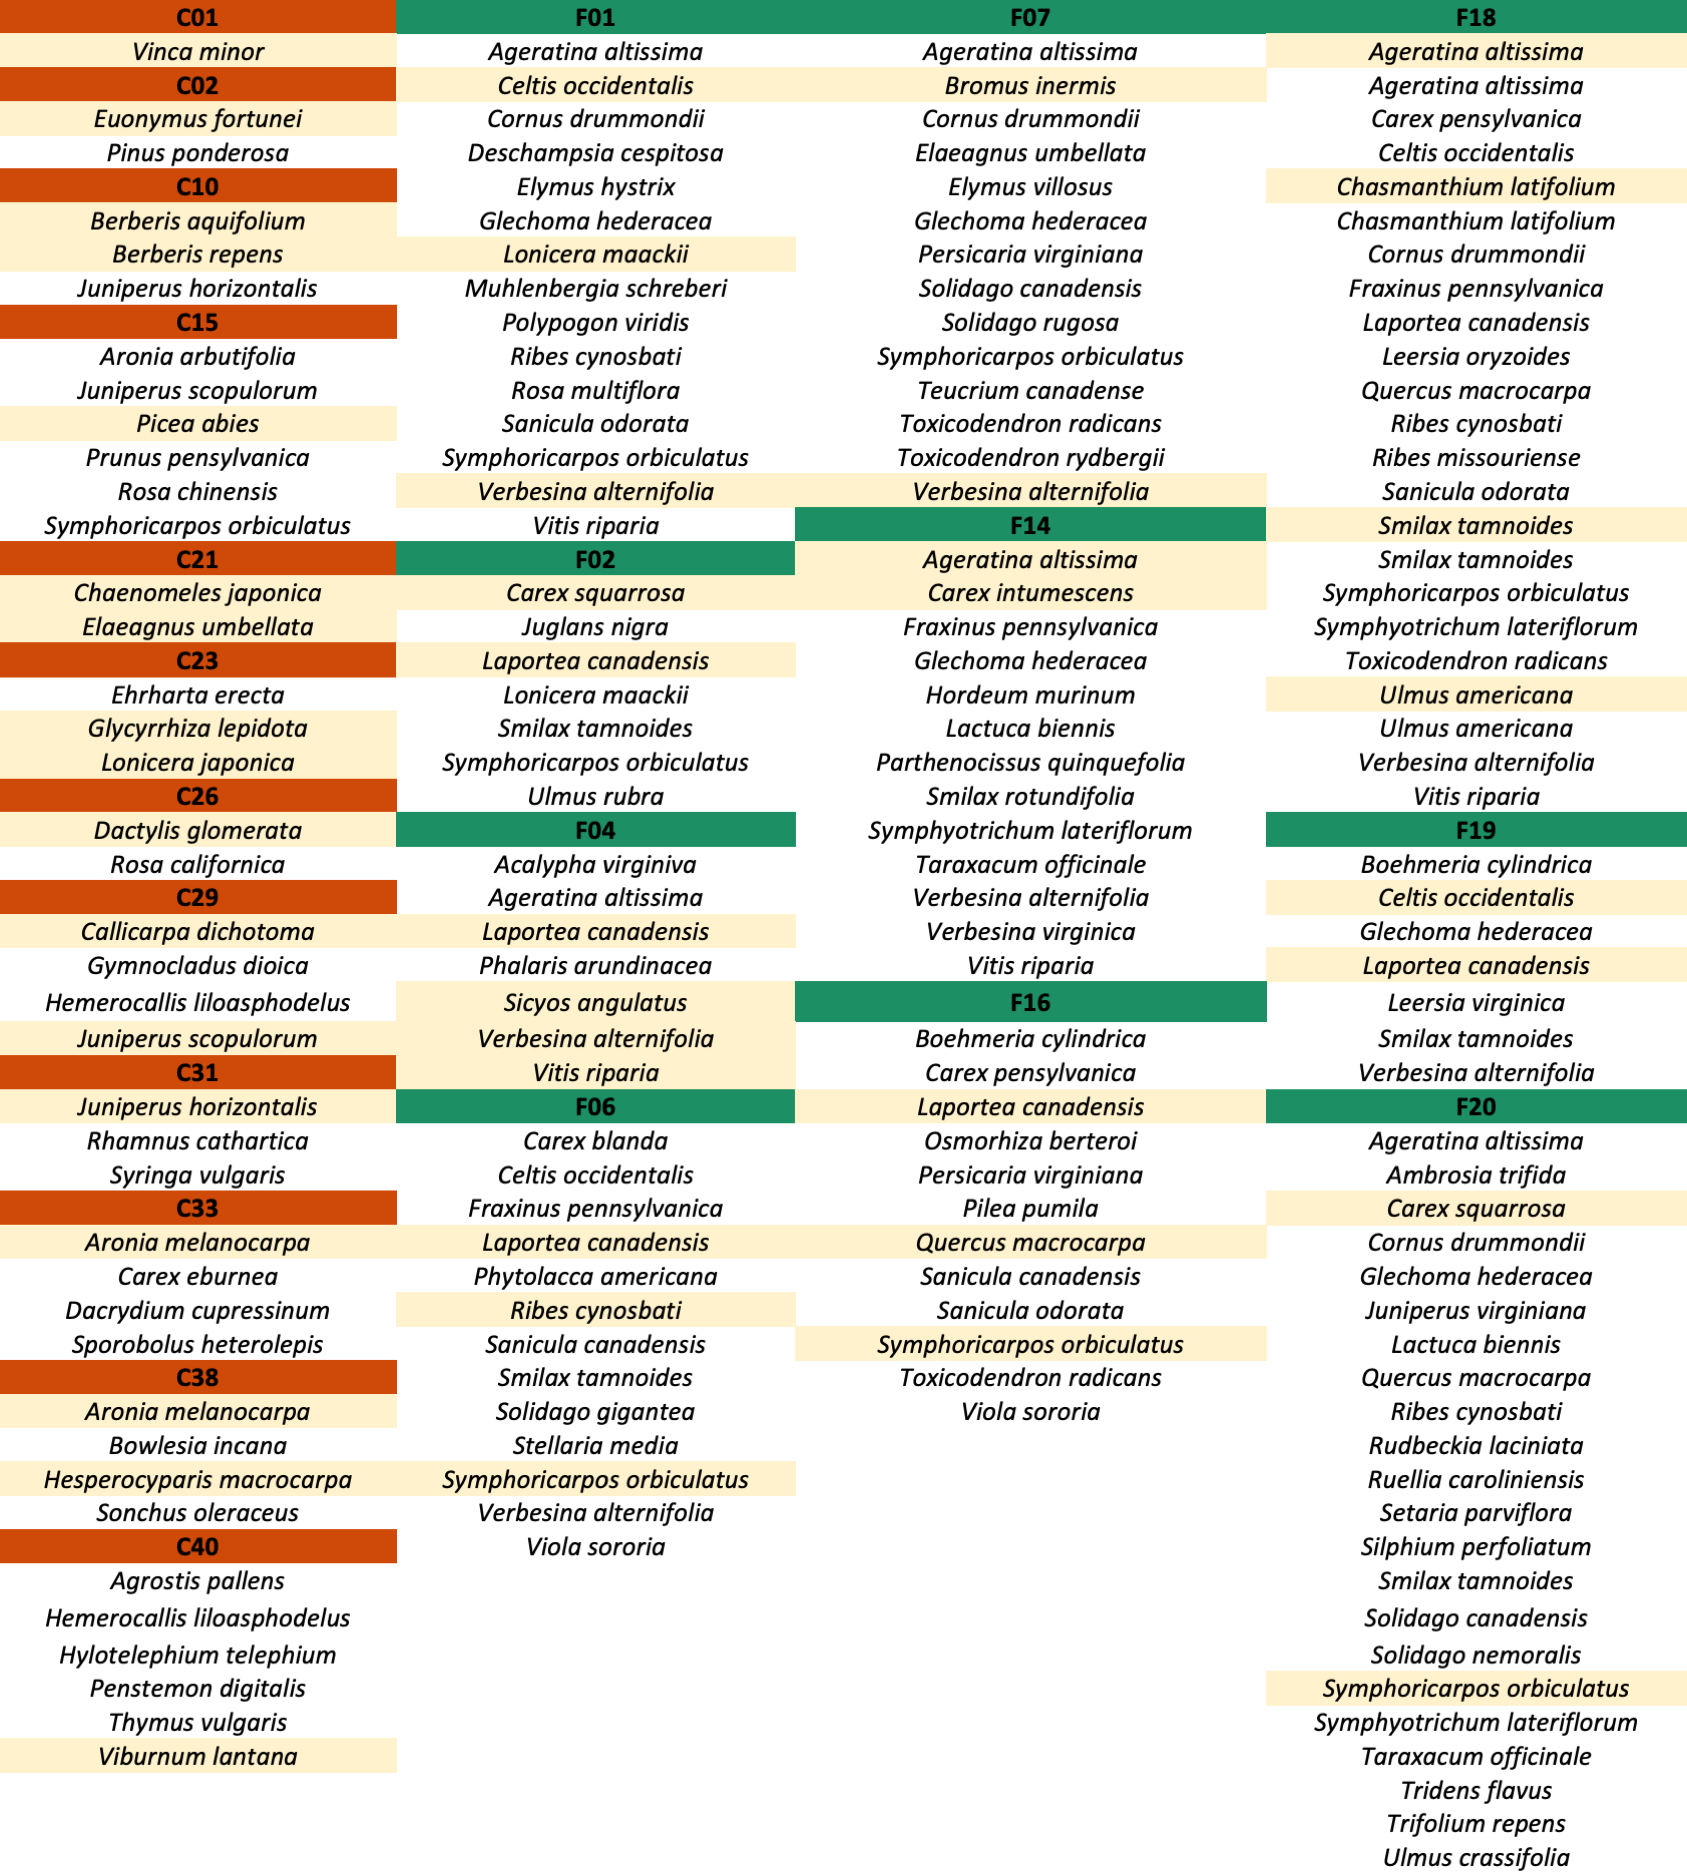 C01
Vinca minor
C02
Euonymus fortunei
Pinus ponderosa
C10
Berberis aquifolium
Berberis repens
Juniperus horizontalis
C15
Aronia arbutifolia
Juniperus scopulorum
Picea abies
Prunus pensylvanica
Rosa chinensis
Symphoricarpos orbiculatus
C21
Chaenomeles japonica
Elaeagnus umbellata
C23
Ehrharta erecta
Glycyrrhiza lepidota
Lonicera japonica
C26
Dactylis glomerata
Rosa californica
C29
Callicarpa dichotoma
Gymnocladus dioica
Hemerocallis liloasphodelus
Juniperus scopulorum
C31
Juniperus horizontalis
Rhamnus cathartica
Syringa vulgaris
C33
Aronia melanocarpa
Carex eburnea
Dacrydium cupressinum
Sporobolus heterolepis
C38
Aronia melanocarpa
Bowlesia incana
Hesperocyparis macrocarpa
Sonchus oleraceus
C40
Agrostis pallens
Hemerocallis liloasphodelus
Hylotelephium telephium
Penstemon digitalis
Thymus vulgaris
Viburnum lantana
F01
Ageratina altissima
Celtis occidentalis
Cornus drummondii
Deschampsia cespitosa
Elymus hystrix
Glechoma hederacea
Lonicera maackii
Muhlenbergia schreberi
Polypogon viridis
Ribes cynosbati
Rosa multiflora
Sanicula odorata
Symphoricarpos orbiculatus
Verbesina alternifolia
Vitis riparia
F02
Carex squarrosa
Juglans nigra
Laportea canadensis
Lonicera maackii
Smilax tamnoides
Symphoricarpos orbiculatus
Ulmus rubra
F04
Acalypha virginiva
Ageratina altissima
Laportea canadensis
Phalaris arundinacea
Sicyos angulatus
Verbesina alternifolia
Vitis riparia
F06
Carex blanda
Celtis occidentalis
Fraxinus pennsylvanica
Laportea canadensis
Phytolacca americana
Ribes cynosbati
Sanicula canadensis
Smilax tamnoides
Solidago gigantea
Stellaria media
Symphoricarpos orbiculatus
Verbesina alternifolia
Viola sororia
F07
Ageratina altissima
Bromus inermis
Cornus drummondii
Elaeagnus umbellata
Elymus villosus
Glechoma hederacea
Persicaria virginiana
Solidago canadensis
Solidago rugosa
Symphoricarpos orbiculatus
Teucrium canadense
Toxicodendron radicans
Toxicodendron rydbergii
Verbesina alternifolia
F14
Ageratina altissima
Carex intumescens
Fraxinus pennsylvanica
Glechoma hederacea
Hordeum murinum
Lactuca biennis
Parthenocissus quinquefolia
Smilax rotundifolia
Symphyotrichum lateriflorum
Taraxacum officinale
Verbesina alternifolia
Verbesina virginica
Vitis riparia
F16
Boehmeria cylindrica
Carex pensylvanica
Laportea canadensis
Osmorhiza berteroi
Persicaria virginiana
Pilea pumila
Quercus macrocarpa
Sanicula canadensis
Sanicula odorata
Symphoricarpos orbiculatus
Toxicodendron radicans
Viola sororia
F18
Ageratina altissima
Ageratina altissima
Carex pensylvanica
Celtis occidentalis
Chasmanthium latifolium
Chasmanthium latifolium
Cornus drummondii
Fraxinus pennsylvanica
Laportea canadensis
Leersia oryzoides
Quercus macrocarpa
Ribes cynosbati
Ribes missouriense
Sanicula odorata
Smilax tamnoides
Smilax tamnoides
Symphoricarpos orbiculatus
Symphyotrichum lateriflorum
Toxicodendron radicans
Ulmus americana
Ulmus americana
Verbesina alternifolia
Vitis riparia
F19
Boehmeria cylindrica
Celtis occidentalis
Glechoma hederacea
Laportea canadensis
Leersia virginica
Smilax tamnoides
Verbesina alternifolia
F20
Ageratina altissima
Ambrosia trifida
Carex squarrosa
Cornus drummondii
Glechoma hederacea
Juniperus virginiana
Lactuca biennis
Quercus macrocarpa
Ribes cynosbati
Rudbeckia laciniata
Ruellia caroliniensis
Setaria parviflora
Silphium perfoliatum
Smilax tamnoides
Solidago canadensis
Solidago nemoralis
Symphoricarpos orbiculatus
Symphyotrichum lateriflorum
Taraxacum officinale
Tridens flavus
Trifolium repens
Ulmus crassifolia